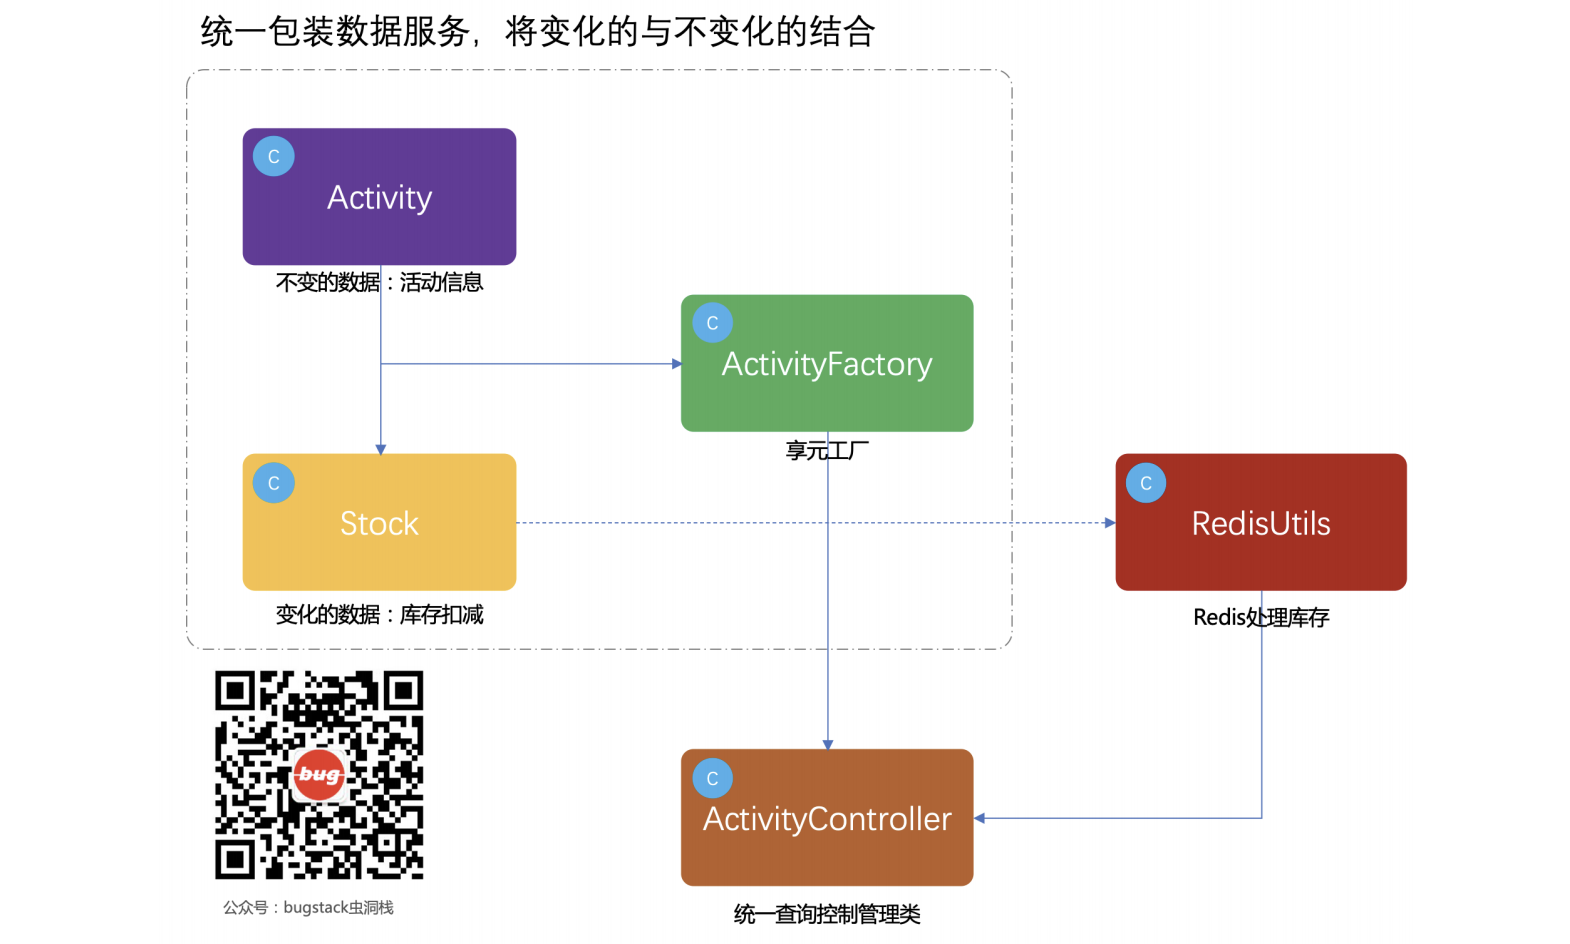 统一包装数据服务，将变化的与不变化的结合
C
Activity
不变的数据：活动信息
C
ActivityFactory
享元工厂
C
Stock
变化的数据：库存扣减
C
RedisUtils
Redis处理库存
bug
公众号：bugstack虫洞栈
C
ActivityController
统一查询控制管理类